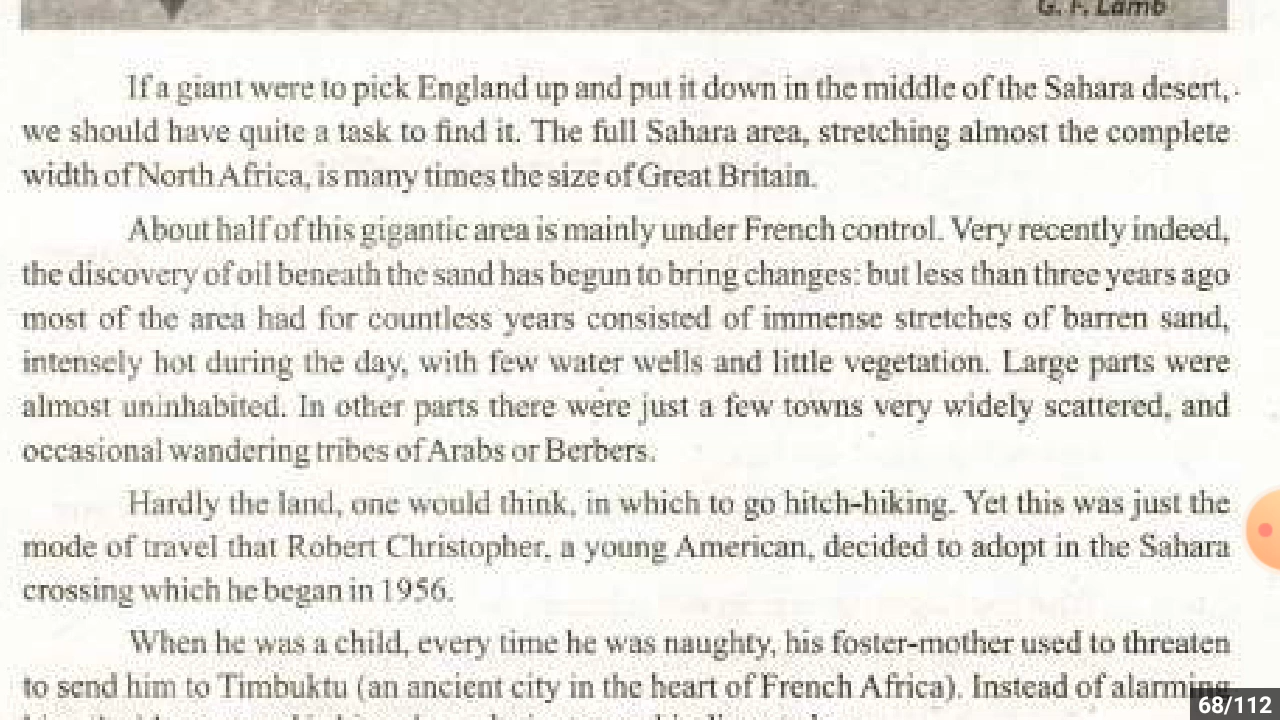 G. F. Lamb
If a giant were to pick England up and put it down in the middle of the Sahara desert,
we should have quite a task to find it. The full Sahara area, stretching almost the complete
width of North Africa, is many times the size of Great Britain.
About half of this gigantic area is mainly under French control. Very recently indeed,
the discovery of oil beneath the sand has begun to bring changes: but less than three years ago
most of the area had for countless years consisted of immense stretches of barren sand,
intensely hot during the day, with few water wells and little vegetation. Large parts were
almost uninhabited. In other parts there were just a few towns very widely scattered, and
occasional wandering tribes of Arabs or Berbers.
Hardly the land, one would think, in which to go hitch-hiking. Yet this was just the
mode of travel that Robert Christopher, a young American, decided to adopt in the Sahara
crossing which he began in 1956.
When he was a child, every time he was naughty, his foster-mother used to threaten
to send him to Timbuktu (an ancient city in the heart of French Africa). Instead of alarming
68/112